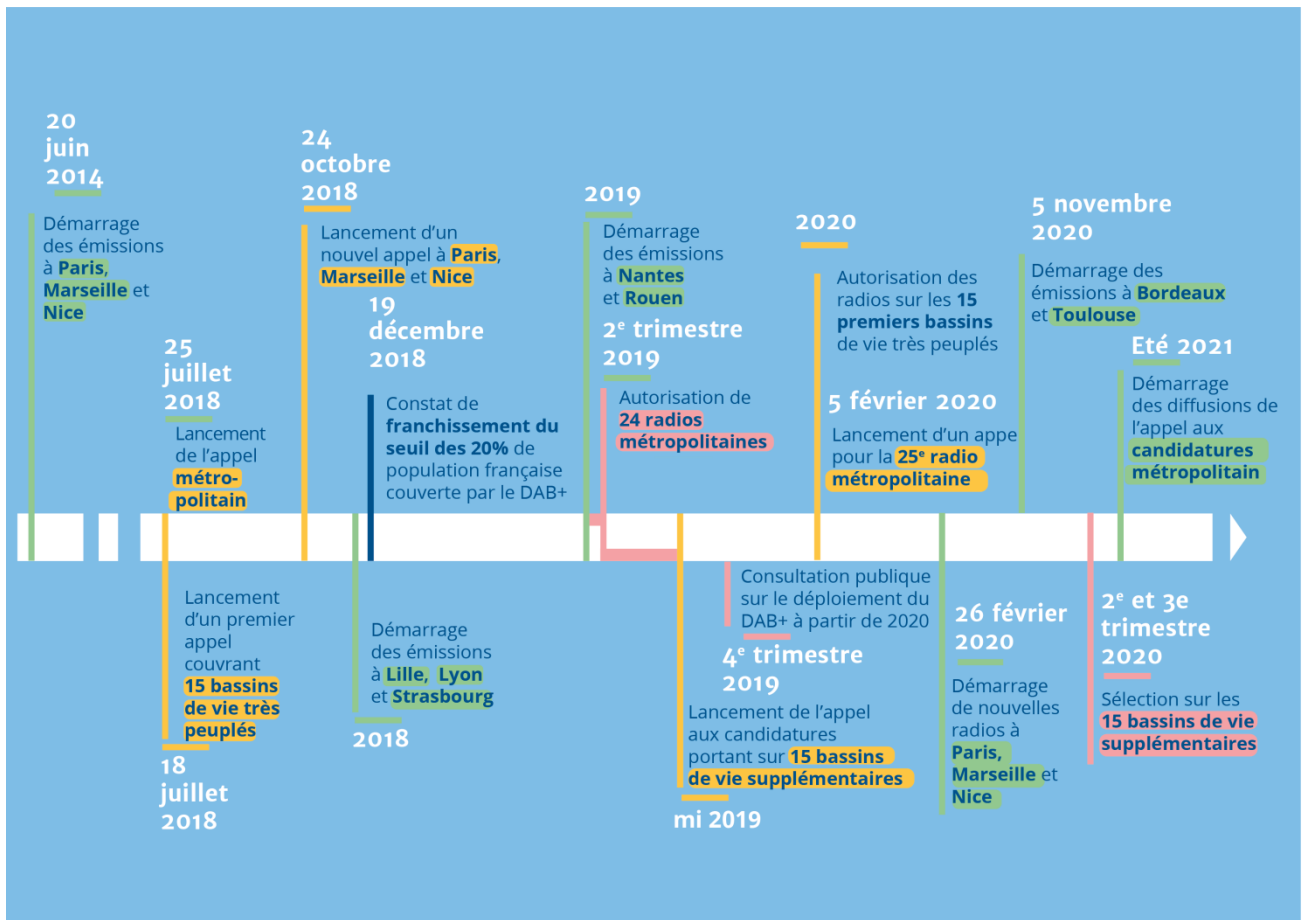 20
juin
2014
Démarrage
des émissions
à Paris,
Marseille et
Nice
25
juillet
2018
Lancement
de l'appel
métro-
politain
Lancement
d'un premier
appel
couvrant
15 bassins
de vie très
peuplés
18
juillet
2018
24
octobre
2018
Lancement d'un
nouvel appel à Paris,
Marseille et Nice
19
décembre
2018
Constat de
franchissement du
seuil des 20% de
population française
couverte par le DAB+
Démarrage
des émissions
à Lille, Lyon
et Strasbourg
2018
2019
Démarrage
des émissions
à Nantes
et Rouen
2e trimestre
2019
Autorisation de
24 radios
métropolitaines
Lancement de l'appel
aux candidatures
portant sur 15 bassins
de vie supplémentaires
mi 2019
Consultation publique
sur le déploiement du
DAB+ à partir de 2020
4e trimestre
2019
2020
Autorisation des
radios sur les 15
premiers bassins
de vie très peuplés
5 février 2020
Lancement d'un appe
pour la 25e radio
métropolitaine
26 février
2020
Démarrage
de nouvelles
radios à
Paris,
Marseille et
Nice
5 novembre
2020
Démarrage des
émissions à Bordeaux
et Toulouse
2e et 3e
trimestre
2020
Sélection sur les
15 bassins de vie
supplémentaires
Eté 2021
Démarrage
des diffusions de
l'appel aux
candidatures
métropolitain